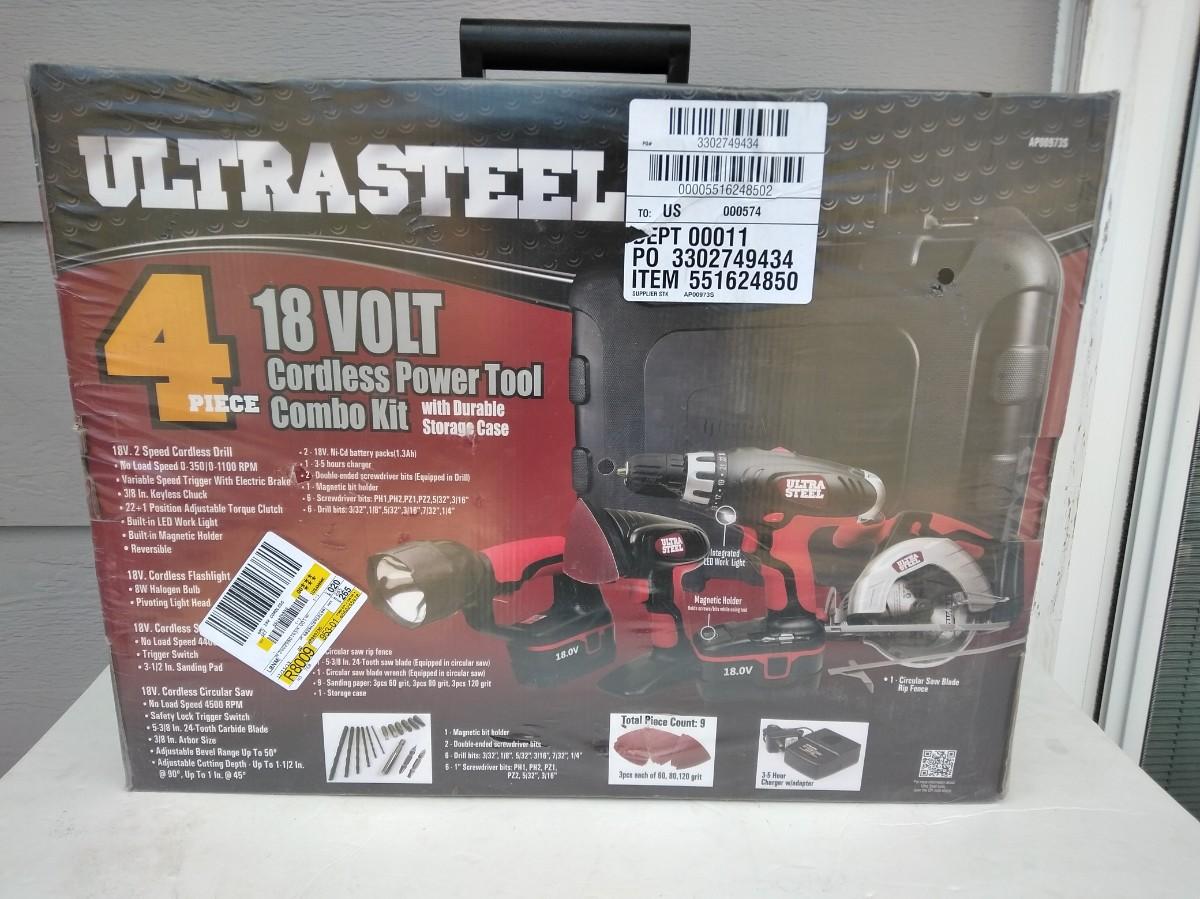 ULTRASTEEL
AP00973S
3302749434
00005516248502
TO: US 000574
DEPT 00011
PO 3302749434
ITEM 551624850
SUPPLIER STK AP00973S
4
PIECE
18 VOLT
Cordless Power Tool
Combo Kit
with Durable
Storage Case
18V. 2 Speed Cordless Drill
• No Load Speed 0-350/0-1100 RPM
• Variable Speed Trigger With Electric Brake
• 3/8 In. Keyless Chuck
• 22+1 Position Adjustable Torque Clutch
• Built-in LED Work Light
• Built-in Magnetic Holder
• Reversible
• 2 - 18V. Ni-Cd battery packs(1.3Ah)
• 1 - 3-5 hours charger
• 2 - Double-ended screwdriver bits (Equipped in Drill)
• 1 - Magnetic bit holder
• 6 - Screwdriver bits: PH1,PH2,PZ1,PZ2,5/32",3/16"
• 6 - Drill bits: 3/32",1/8",5/32",3/16",7/32",1/4"
18V. Cordless Flashlight
• 8W Halogen Bulb
• Pivoting Light Head
18V. Cordless S
• No Load Speed 440
Trigger Switch
• 3-1/2 In. Sanding Pad
18V. Cordless Circular Saw
• No Load Speed 4500 RPM
• Safety Lock Trigger Switch
• 5-3/8 In. 24-Tooth Carbide Blade
• 3/8 In. Arbor Size
• Adjustable Bevel Range Up To 50°
• Adjustable Cutting Depth - Up To 1-1/2 In.
@ 90°, Up To 1 In. @ 45°
R8009
953-01
020
265
Circular saw rip fence
5-3/8 In. 24-Tooth saw blade (Equipped in circular saw)
1 - Circular saw blade wrench (Equipped in circular saw)
• 9 - Sanding paper: 3pcs 60 grit, 3pcs 80 grit, 3pcs 120 grit
• 1 - Storage case
ULTRA
STEEL
ULTRA
STEEL
ULTRA
STEEL
Integrated
LED Work Light
Magnetic Holder
18.0V
18.0V
• 1 - Circular Saw Blade
Rip Fence
1 - Magnetic bit holder
2 - Double-ended screwdriver bits
6 - Drill bits: 3/32", 1/8", 5/32", 3/16", 7/32", 1/4"
6 - 1" Screwdriver bits: PH1, PH2, PZ1,
PZ2, 5/32", 3/16"
Total Piece Count: 9
3pcs each of 60, 80,120 grit
3-5 Hour
Charger w/adapter